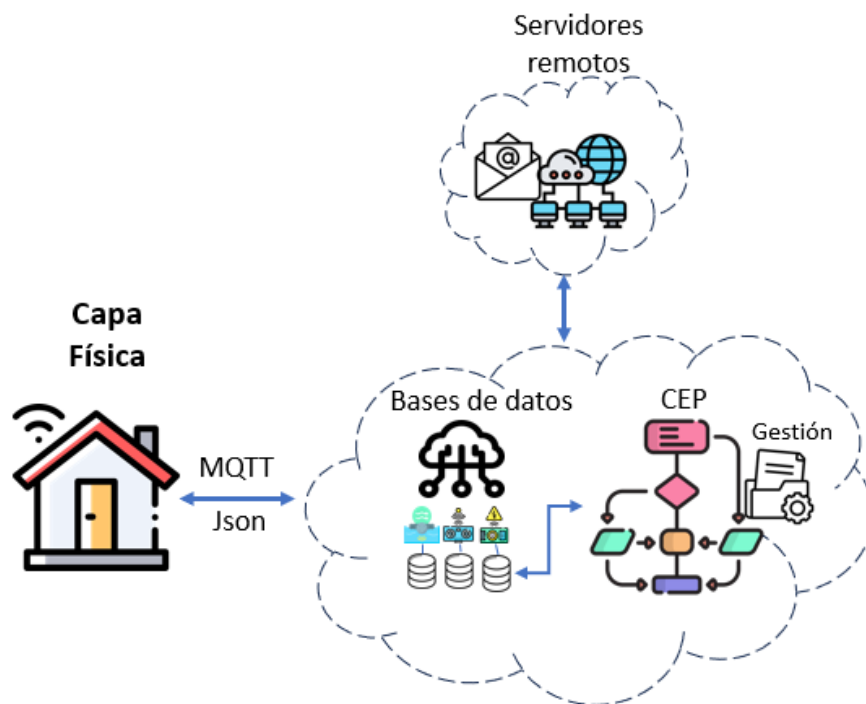 Servidores
remotos
Capa
Física
MQTT
Json
Bases de datos
CEP
Gestión
@